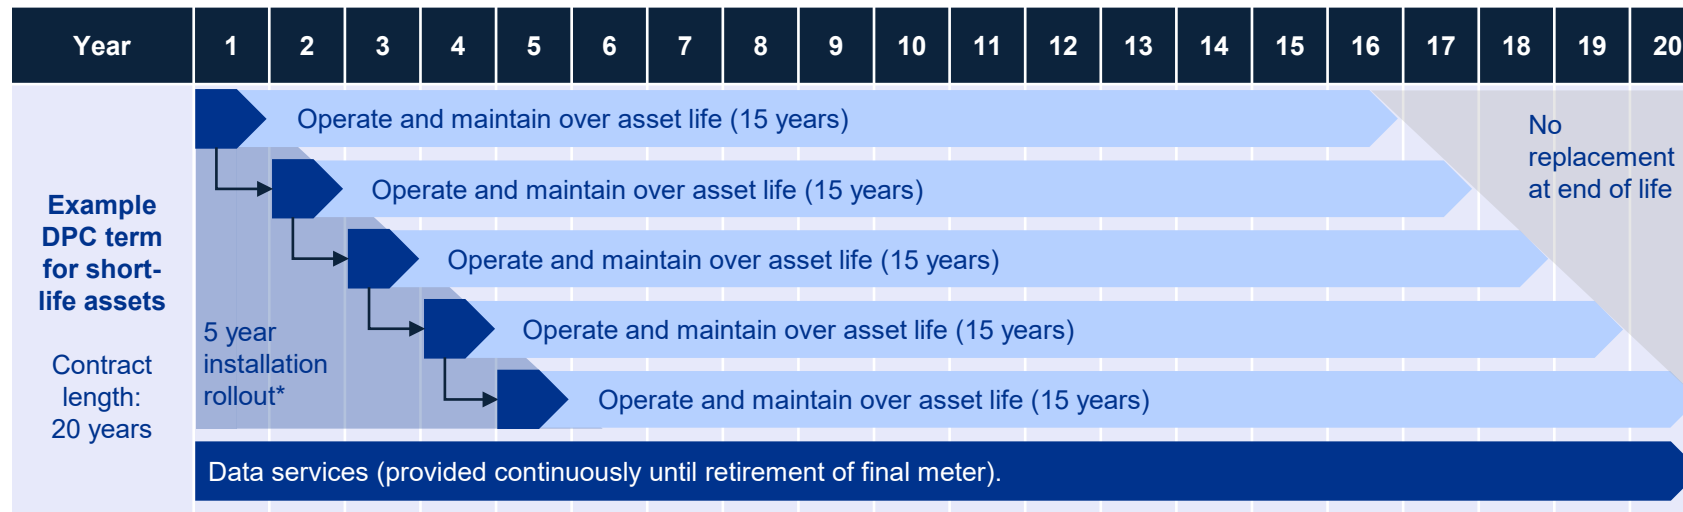 Year 1 2 3 4 5 6 7 8 9 10 11 12 13 14 15 16 17 18 19 20
Example
DPC term
for short-
life assets
Contract
length:
20 years
Operate and maintain over asset life (15 years)
Operate and maintain over asset life (15 years)
Operate and maintain over asset life (15 years)
Operate and maintain over asset life (15 years)
Operate and maintain over asset life (15 years)
5 year
installation
rollout*
No
replacement
at end of life
Data services (provided continuously until retirement of final meter).